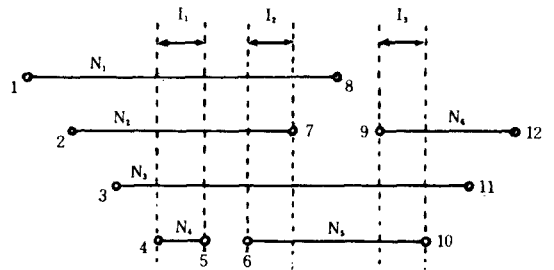 I₁ I₂ I₃
N₁
1 8
N₂ N₆
2 7 9 12
N₃
3 11
N₄ N₅
4 5 6 10